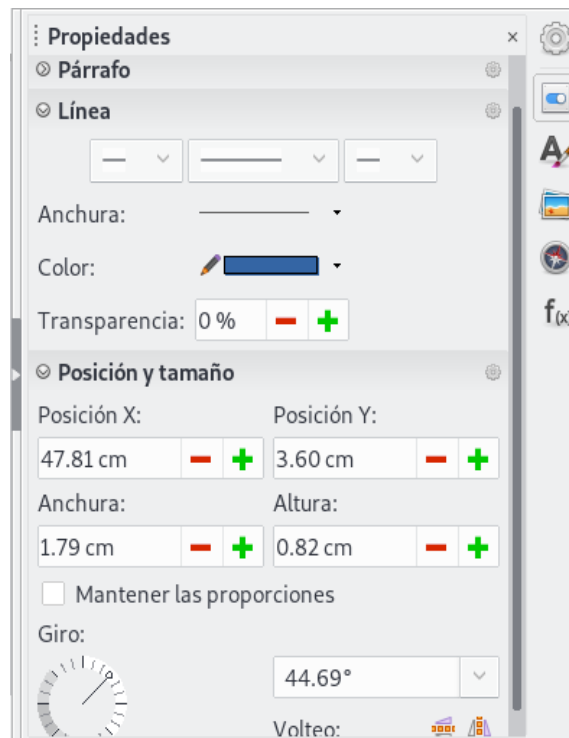 Propiedades
Párrafo
Línea
Anchura:
Color:
Transparencia: 0 %
Posición y tamaño
Posición X: Posición Y:
47.81 cm 3.60 cm
Anchura: Altura:
1.79 cm 0.82 cm
Mantener las proporciones
Giro:
44.69°
Volteo:
f(x)